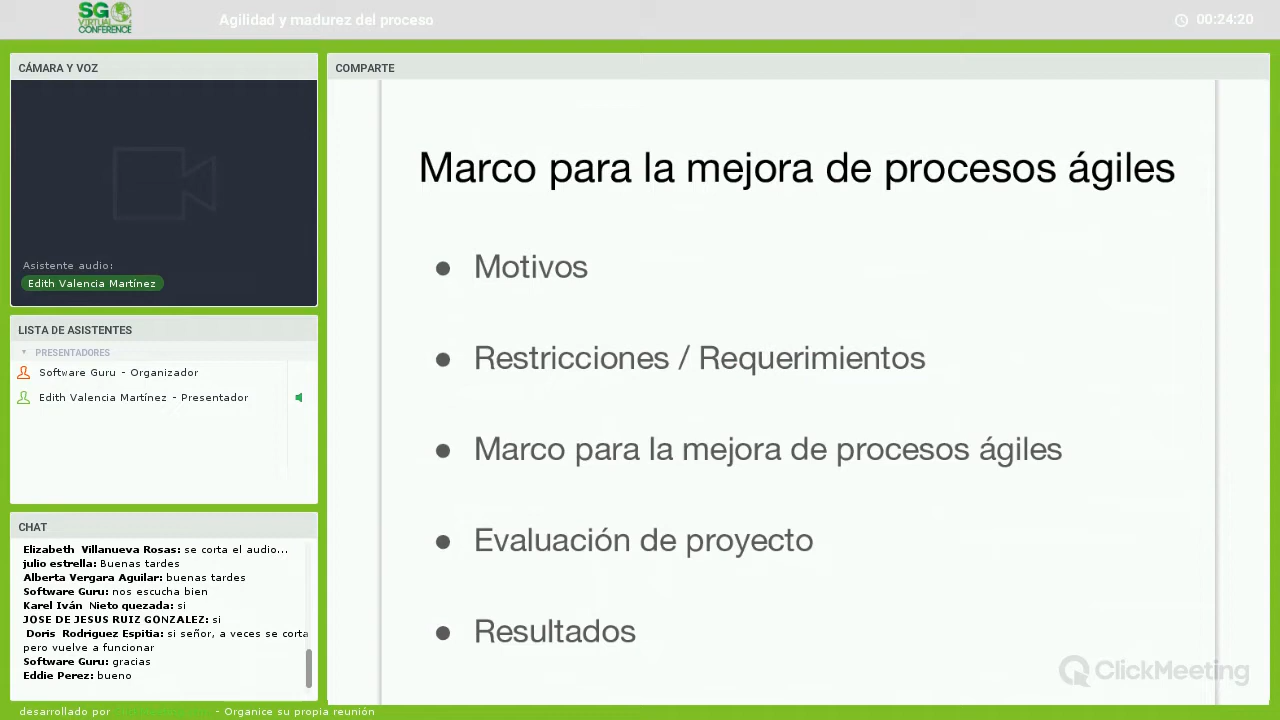 SG
VIRTUAL
CONFERENCE
Agilidad y madurez del proceso
00:24:20
CÁMARA Y VOZ
Asistente audio:
Edith Valencia Martínez
LISTA DE ASISTENTES
PRESENTADORES
Software Guru - Organizador
Edith Valencia Martínez - Presentador
CHAT
Elizabeth Villanueva Rosas: se corta el audio...
julio estrella: Buenas tardes
Alberta Vergara Aguilar: buenas tardes
Software Guru: nos escucha bien
Karel Iván Nieto quezada: si
JOSE DE JESUS RUIZ GONZALEZ: si
Doris Rodriguez Espitia: si señor, a veces se corta
pero vuelve a funcionar
Software Guru: gracias
Eddie Perez: bueno
COMPARTE
Marco para la mejora de procesos ágiles
● Motivos
● Restricciones / Requerimientos
● Marco para la mejora de procesos ágiles
● Evaluación de proyecto
● Resultados
ClickMeeting
desarrollado por - Organice su propia reunión